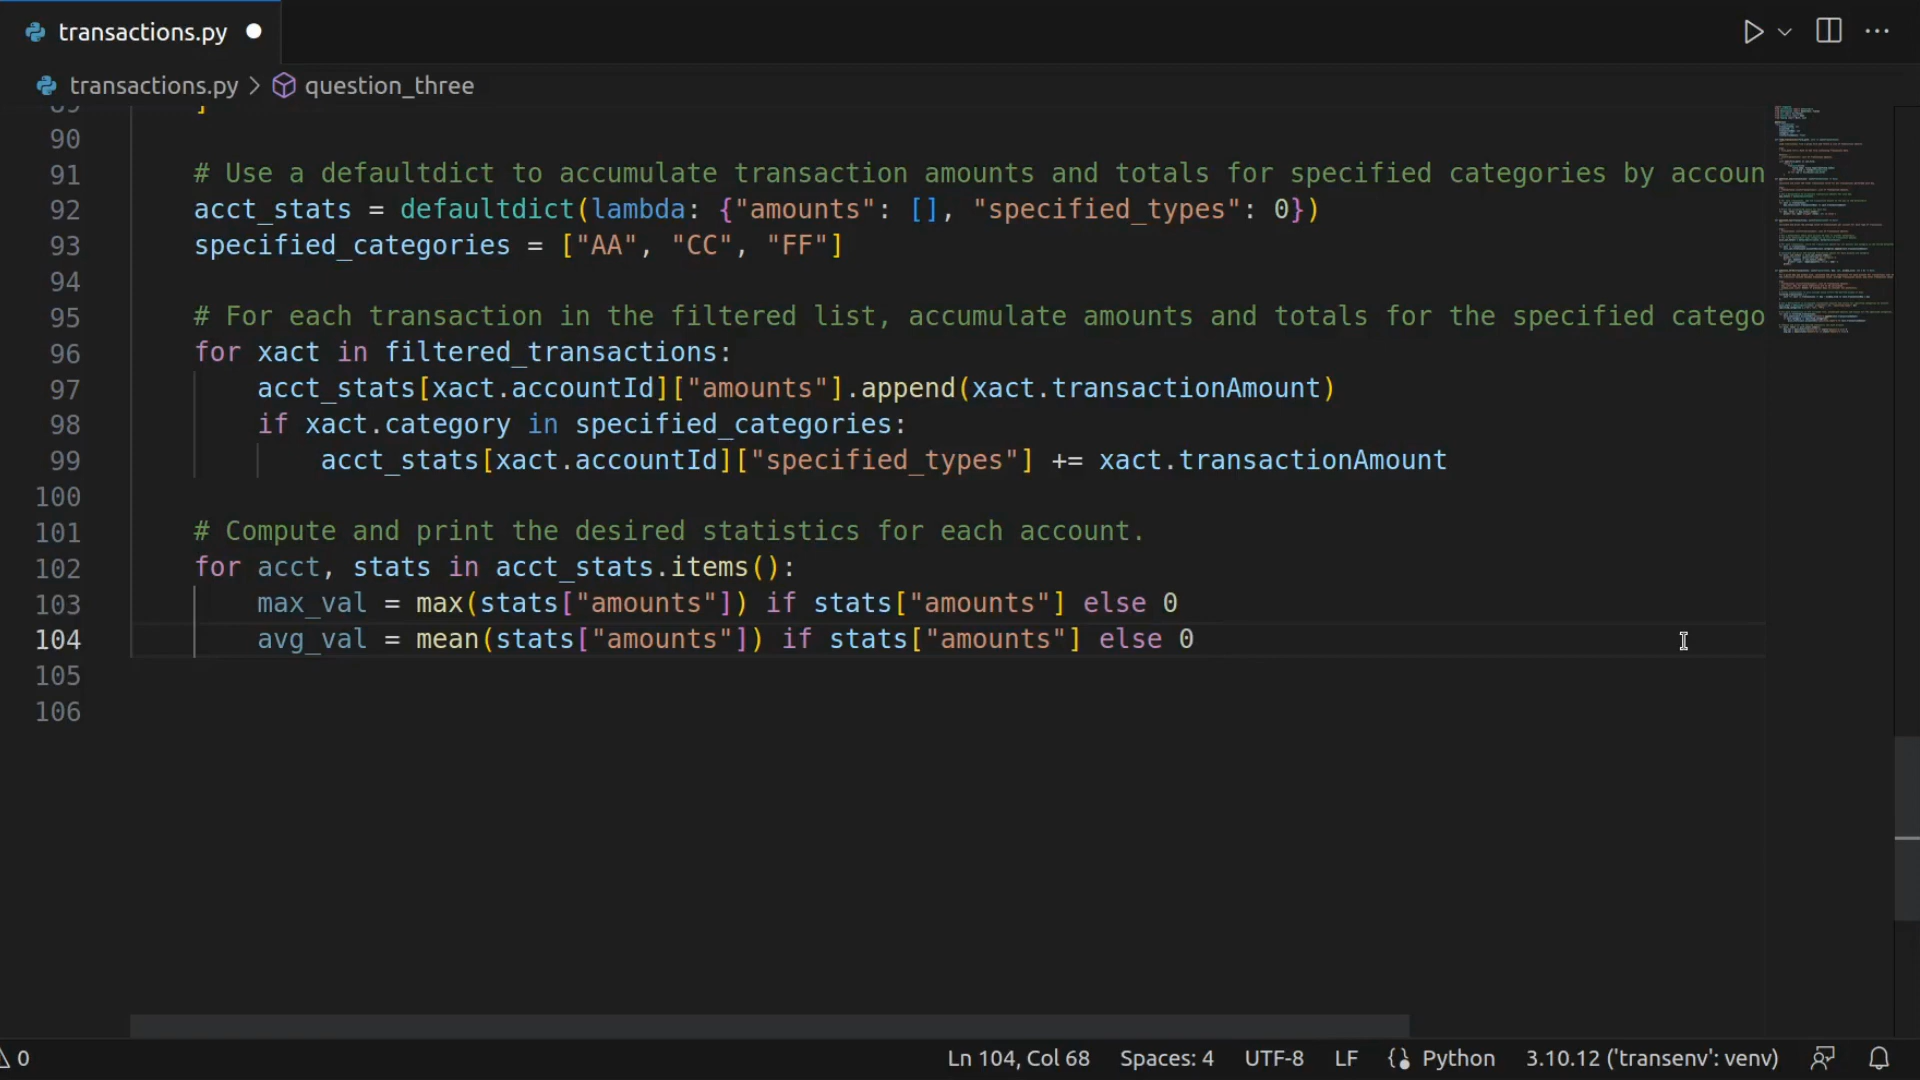 transactions.py
transactions.py > question_three
89 ]
90
91 # Use a defaultdict to accumulate transaction amounts and totals for specified categories by accoun
92 acct_stats = defaultdict(lambda: {"amounts": [], "specified_types": 0})
93 specified_categories = ["AA", "CC", "FF"]
94
95 # For each transaction in the filtered list, accumulate amounts and totals for the specified catego
96 for xact in filtered_transactions:
97 acct_stats[xact.accountId]["amounts"].append(xact.transactionAmount)
98 if xact.category in specified_categories:
99 acct_stats[xact.accountId]["specified_types"] += xact.transactionAmount
100
101 # Compute and print the desired statistics for each account.
102 for acct, stats in acct_stats.items():
103 max_val = max(stats["amounts"]) if stats["amounts"] else 0
104 avg_val = mean(stats["amounts"]) if stats["amounts"] else 0
105
106
0 Ln 104, Col 68 Spaces: 4 UTF-8 LF Python 3.10.12 ('transenv': venv)